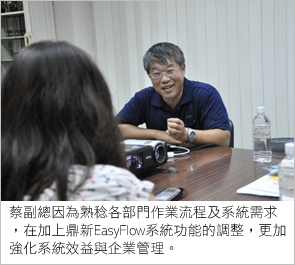 蔡副總因為熟稔各部門作業流程及系統需求
，在加上鼎新EasyFlow系統功能的調整，更加
強化系統效益與企業管理。